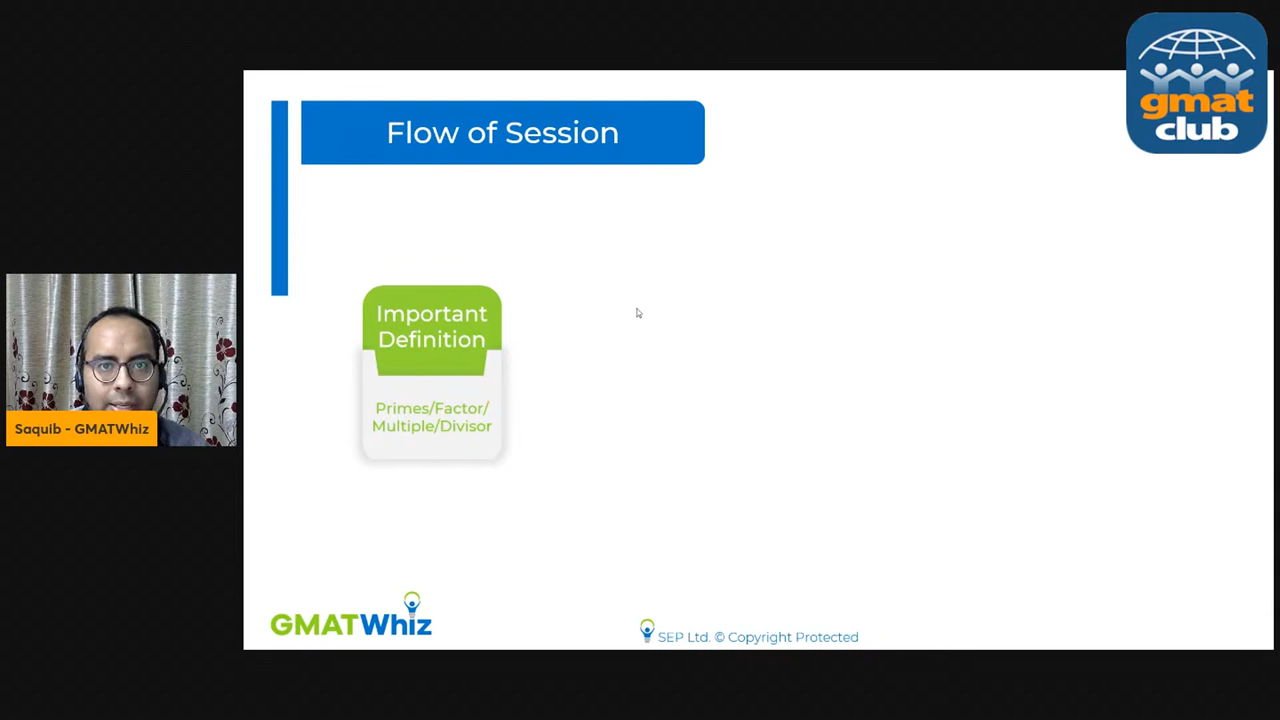 gmat
club
Flow of Session
Important
Definition
Primes/Factor/
Multiple/Divisor
Saquib - GMATWhiz
GMATWhiz
SEP Ltd. © Copyright Protected